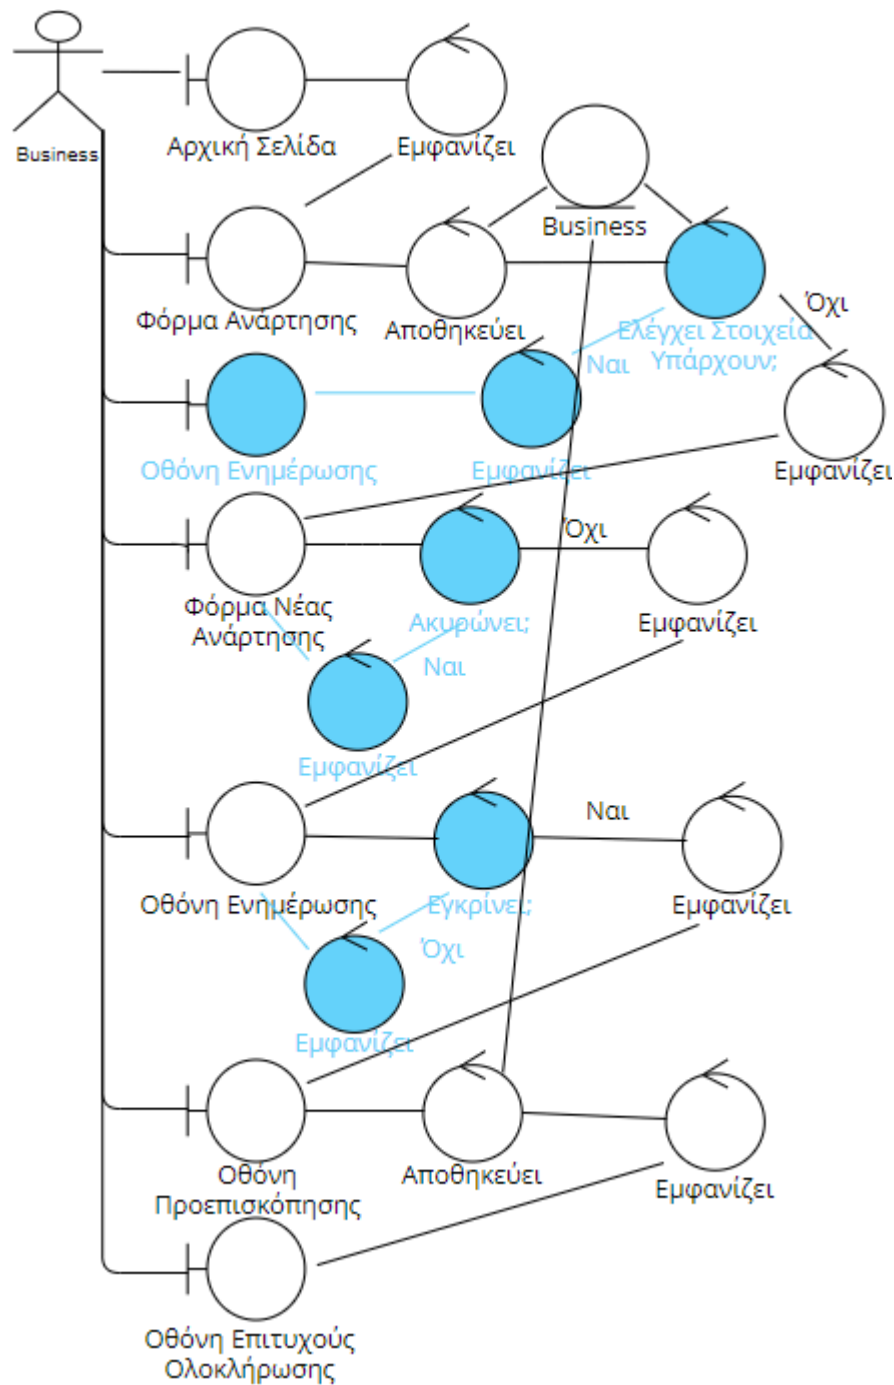 Business
Αρχική Σελίδα
Εμφανίζει
Business
Φόρμα Ανάρτησης
Αποθηκεύει
Ελέγχει Στοιχεία
Υπάρχουν;
Όχι
Ναι
Οθόνη Ενημέρωσης
Εμφανίζει
Εμφανίζει
Φόρμα Νέας
Ανάρτησης
Ακυρώνει;
Όχι
Εμφανίζει
Ναι
Εμφανίζει
Οθόνη Ενημέρωσης
Εγκρίνει;
Ναι
Εμφανίζει
Όχι
Εμφανίζει
Οθόνη
Προεπισκόπησης
Αποθηκεύει
Εμφανίζει
Οθόνη Επιτυχούς
Ολοκλήρωσης